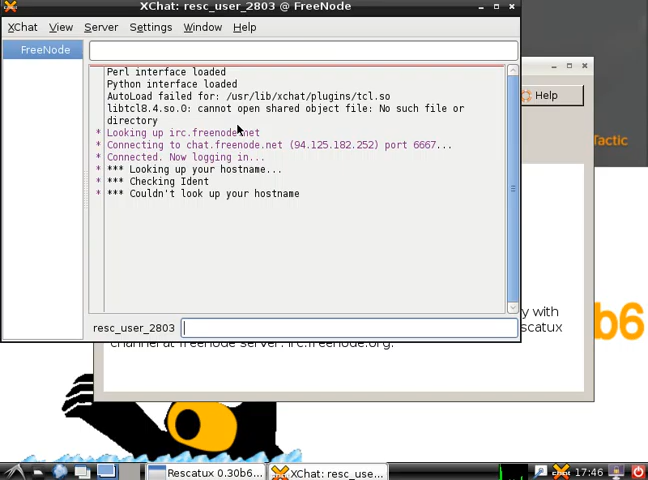 XChat: resc_user_2803 @ FreeNode
XChat View Server Settings Window Help
FreeNode
Perl interface loaded
Python interface loaded
AutoLoad failed for: /usr/lib/xchat/plugins/tcl.so
libtcl8.4.so.0: cannot open shared object file: No such file or
directory
* Looking up irc.freenode.net
* Connecting to chat.freenode.net (94.125.182.252) port 6667...
* Connected. Now logging in...
* *** Looking up your hostname...
* *** Checking Ident
* *** Couldn't look up your hostname
resc_user_2803
Help
Tactic
y with
scatux
channel at freenode server: irc.freenode.org.
b6
Rescatux 0.30b6... XChat: resc_use... 17:46